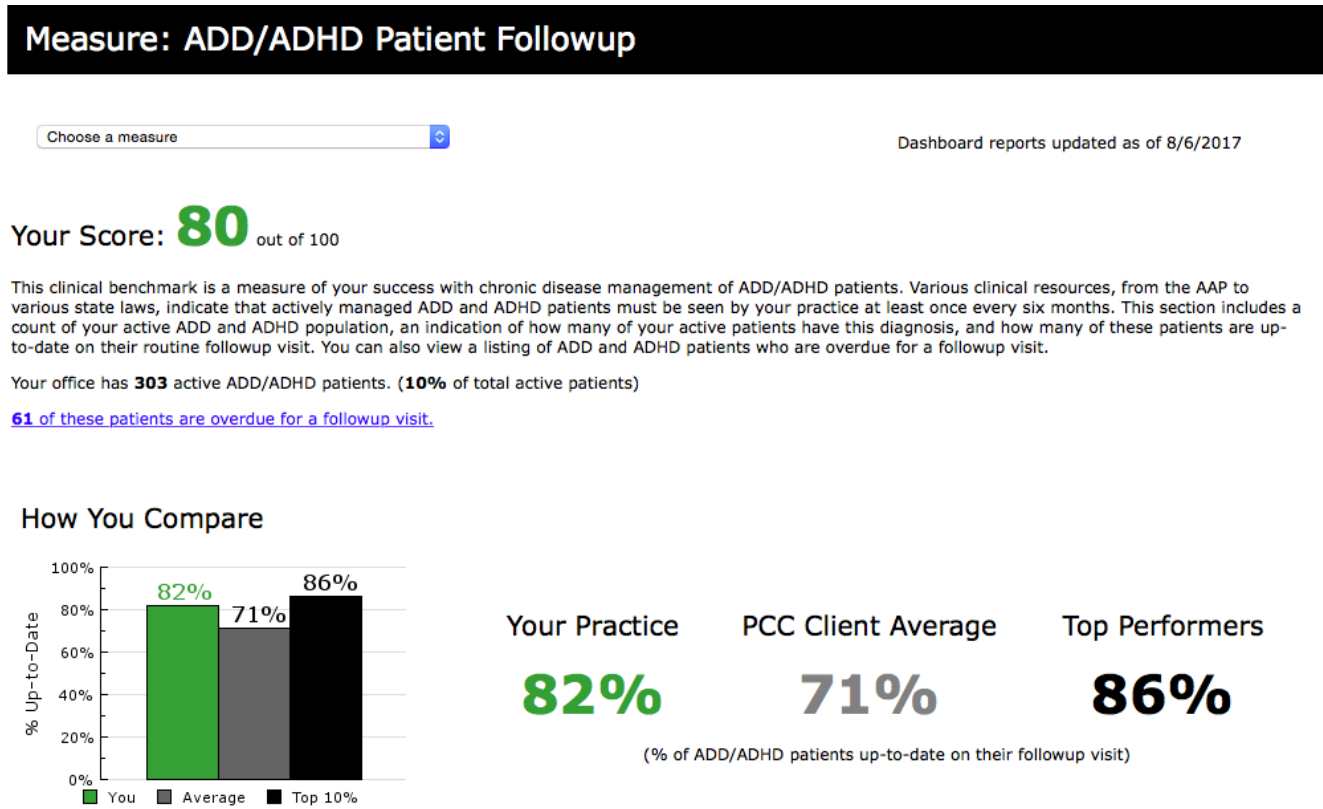 Measure: ADD/ADHD Patient Followup
Choose a measure
Dashboard reports updated as of 8/6/2017
Your Score: 80 out of 100
This clinical benchmark is a measure of your success with chronic disease management of ADD/ADHD patients. Various clinical resources, from the AAP to
various state laws, indicate that actively managed ADD and ADHD patients must be seen by your practice at least once every six months. This section includes a
count of your active ADD and ADHD population, an indication of how many of your active patients have this diagnosis, and how many of these patients are up-
to-date on their routine followup visit. You can also view a listing of ADD and ADHD patients who are overdue for a followup visit.
Your office has 303 active ADD/ADHD patients. (10% of total active patients)
61 of these patients are overdue for a followup visit.
How You Compare
% Up-to-Date
100%
80%
60%
40%
20%
0%
82%
71%
86%
You
Average
Top 10%
Your Practice
PCC Client Average
Top Performers
82%
71%
86%
(% of ADD/ADHD patients up-to-date on their followup visit)